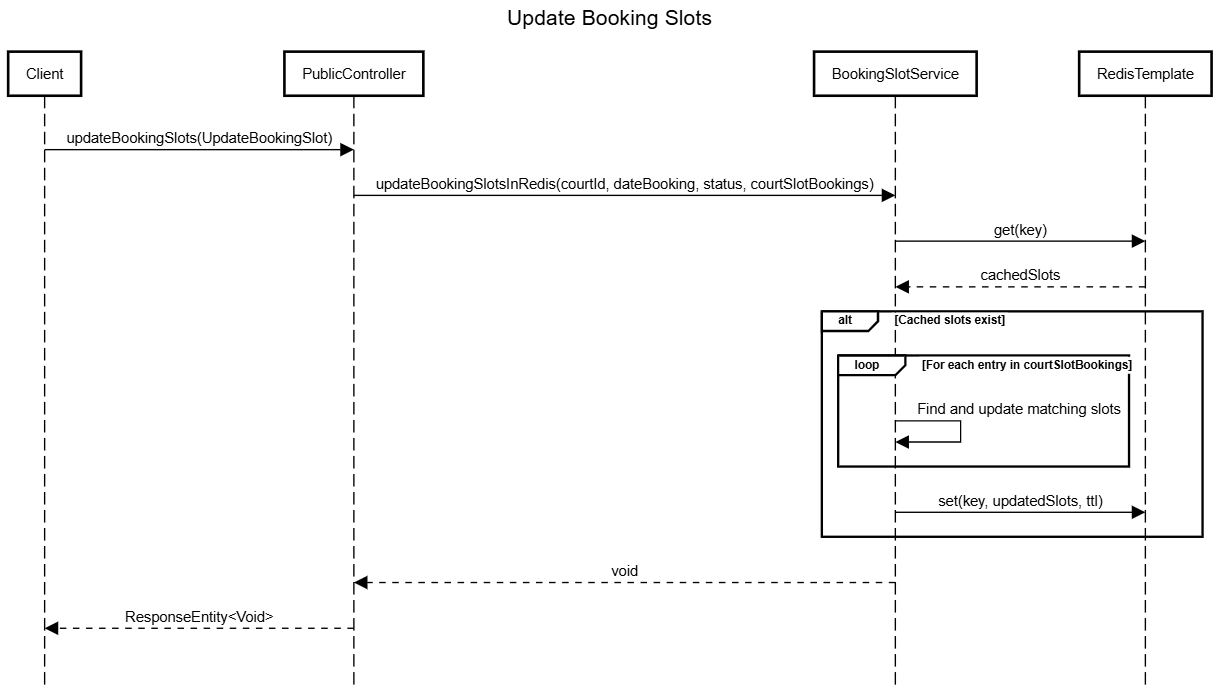 Update Booking Slots
Client
PublicController
BookingSlotService
RedisTemplate
updateBookingSlots(UpdateBookingSlot)
updateBookingSlotsInRedis(courtId, dateBooking, status, courtSlotBookings)
get(key)
cachedSlots
alt
[Cached slots exist]
loop
[For each entry in courtSlotBookings]
Find and update matching slots
set(key, updatedSlots, ttl)
void
ResponseEntity<Void>